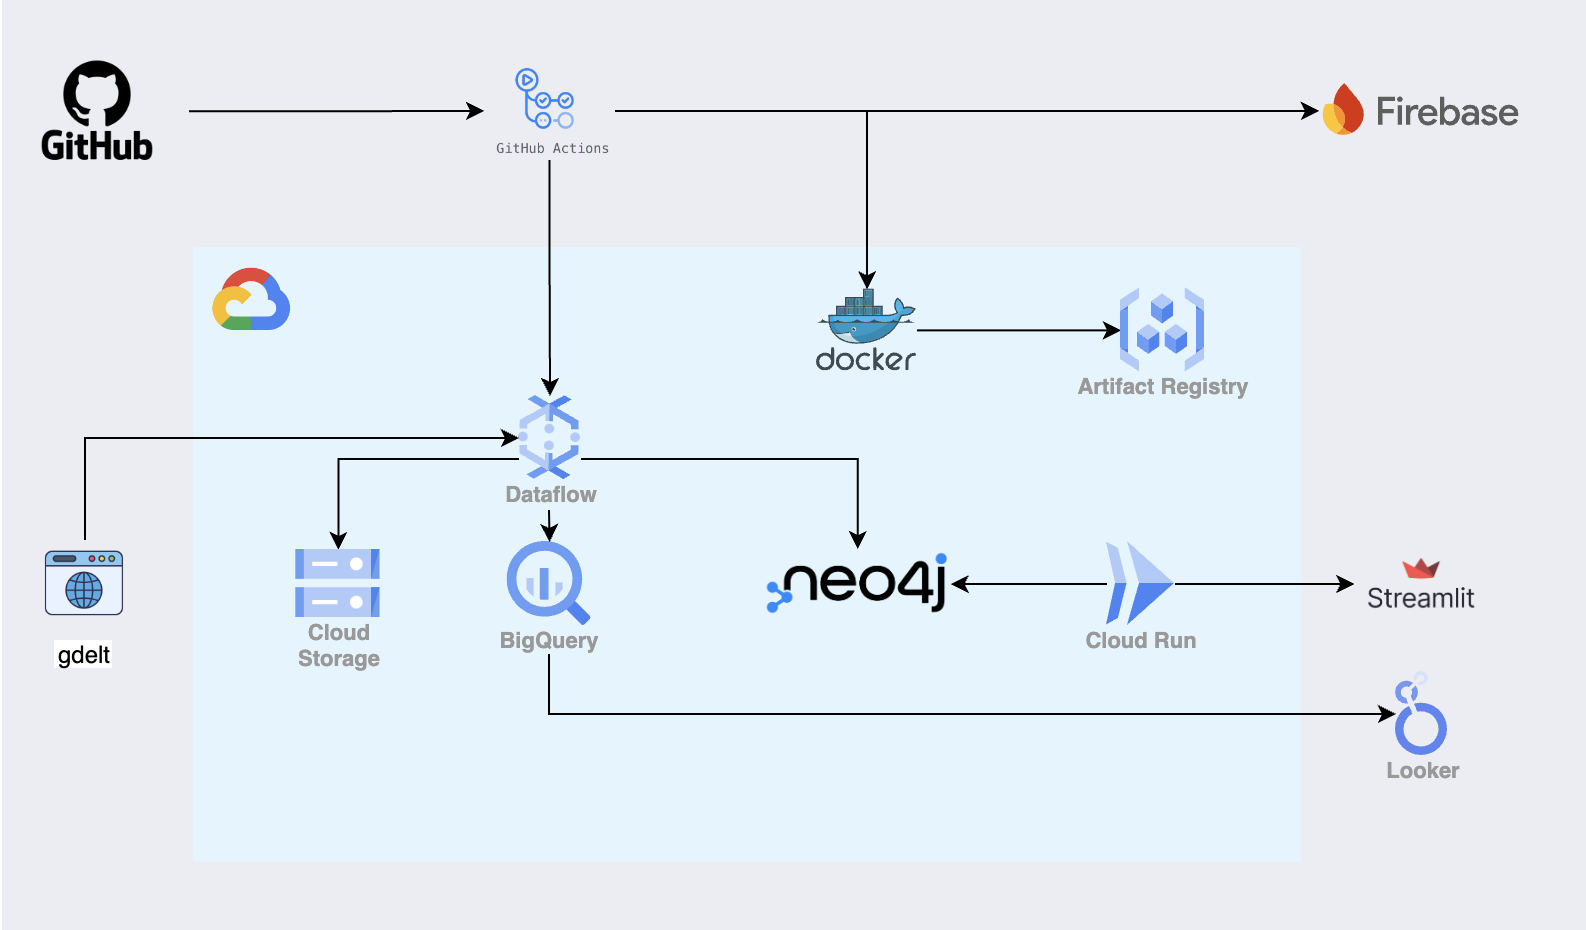 GitHub
GitHub Actions
Firebase
docker
Artifact Registry
Dataflow
gdelt
Cloud
Storage
BigQuery
neo4j
Cloud Run
Streamlit
Looker